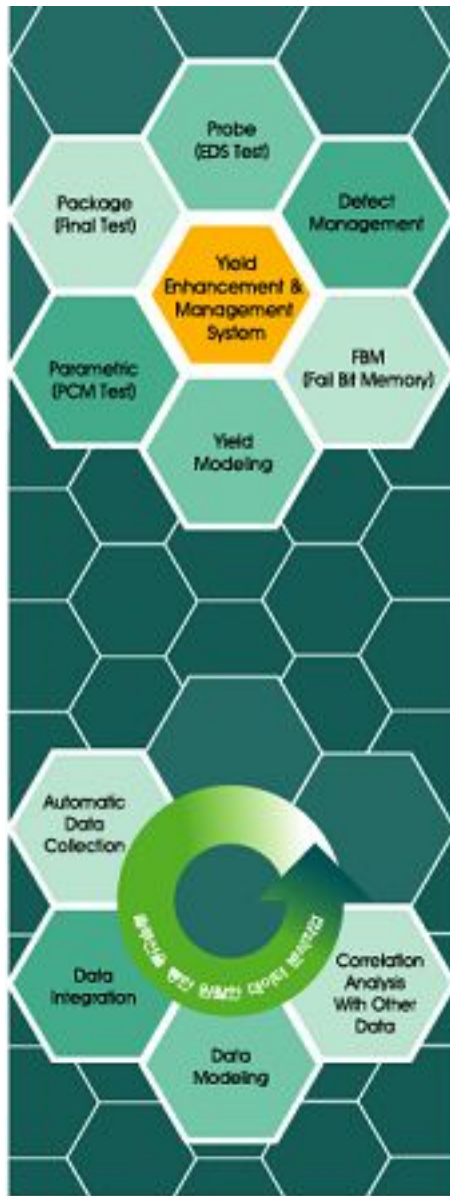 Probe
(EDS Test)
Package
(Final Test)
Defect
Management
Yield
Enhancement &
Management
System
Parametric
(PCM Test)
FBM
(Fail Bit Memory)
Yield
Modeling
Automatic
Data
Collection
Data
Integration
Correlation
Analysis
With Other
Data
Data
Modeling